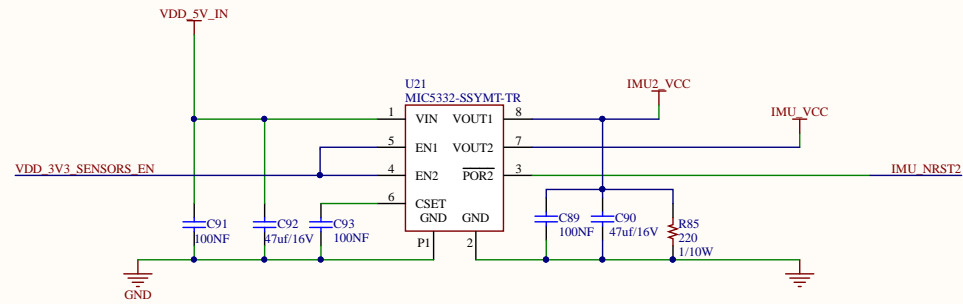 VDD_5V_IN
U21
MIC5332-SSYMT-TR
IMU2_VCC
IMU_VCC
1 VIN VOUT1 8
5 EN1 VOUT2 7
VDD_3V3_SENSORS_EN 4 EN2 POR2 3 IMU_NRST2
6 CSET
GND GND
P1 2
C91
100NF
C92
47uf/16V
C93
100NF
C89
100NF
C90
47uf/16V
R85
220
1/10W
GND